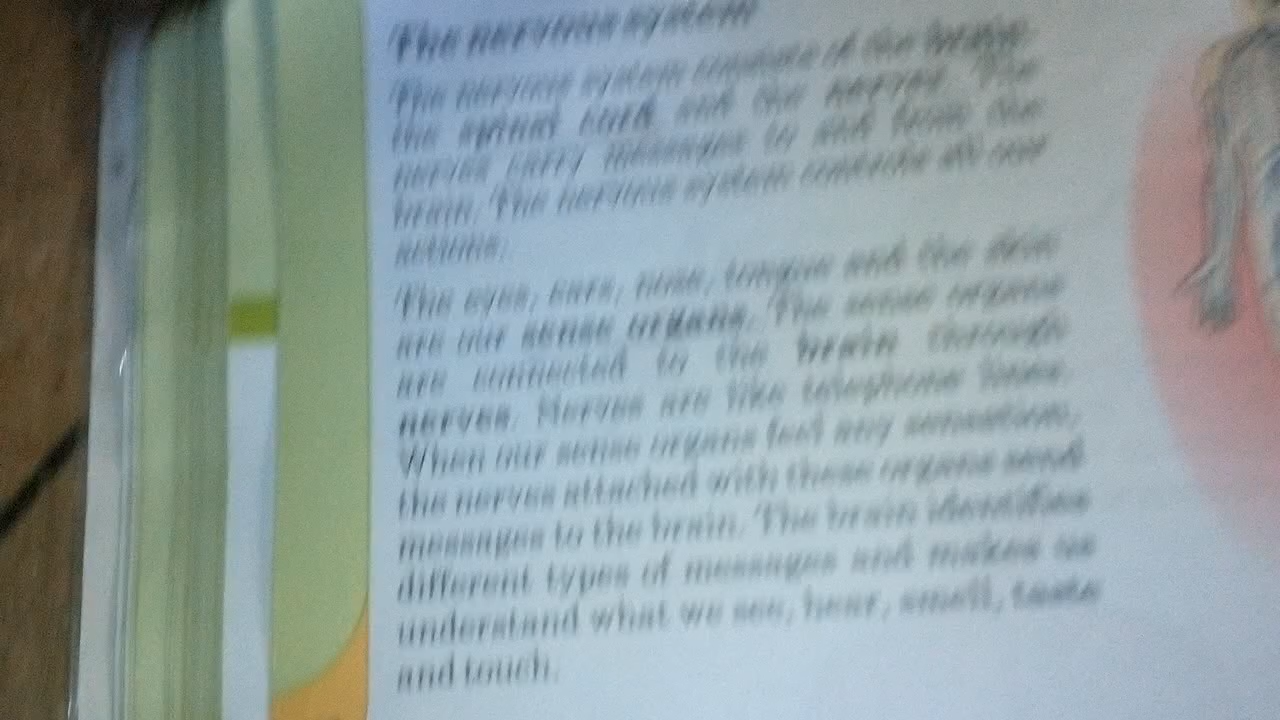 The nervous system
The nervous system consists of the brain,
the spinal cord and the nerves. The
nerves carry messages to and from the
brain. The nervous system controls all our
actions.
The eyes, ears, nose, tongue and the skin
are our sense organs. The sense organs
are connected to the brain through
nerves. Nerves are like telephone lines.
When our sense organs feel any sensation,
the nerves attached with these organs send
messages to the brain. The brain identifies
different types of messages and makes us
understand what we see, hear, smell, taste
and touch.